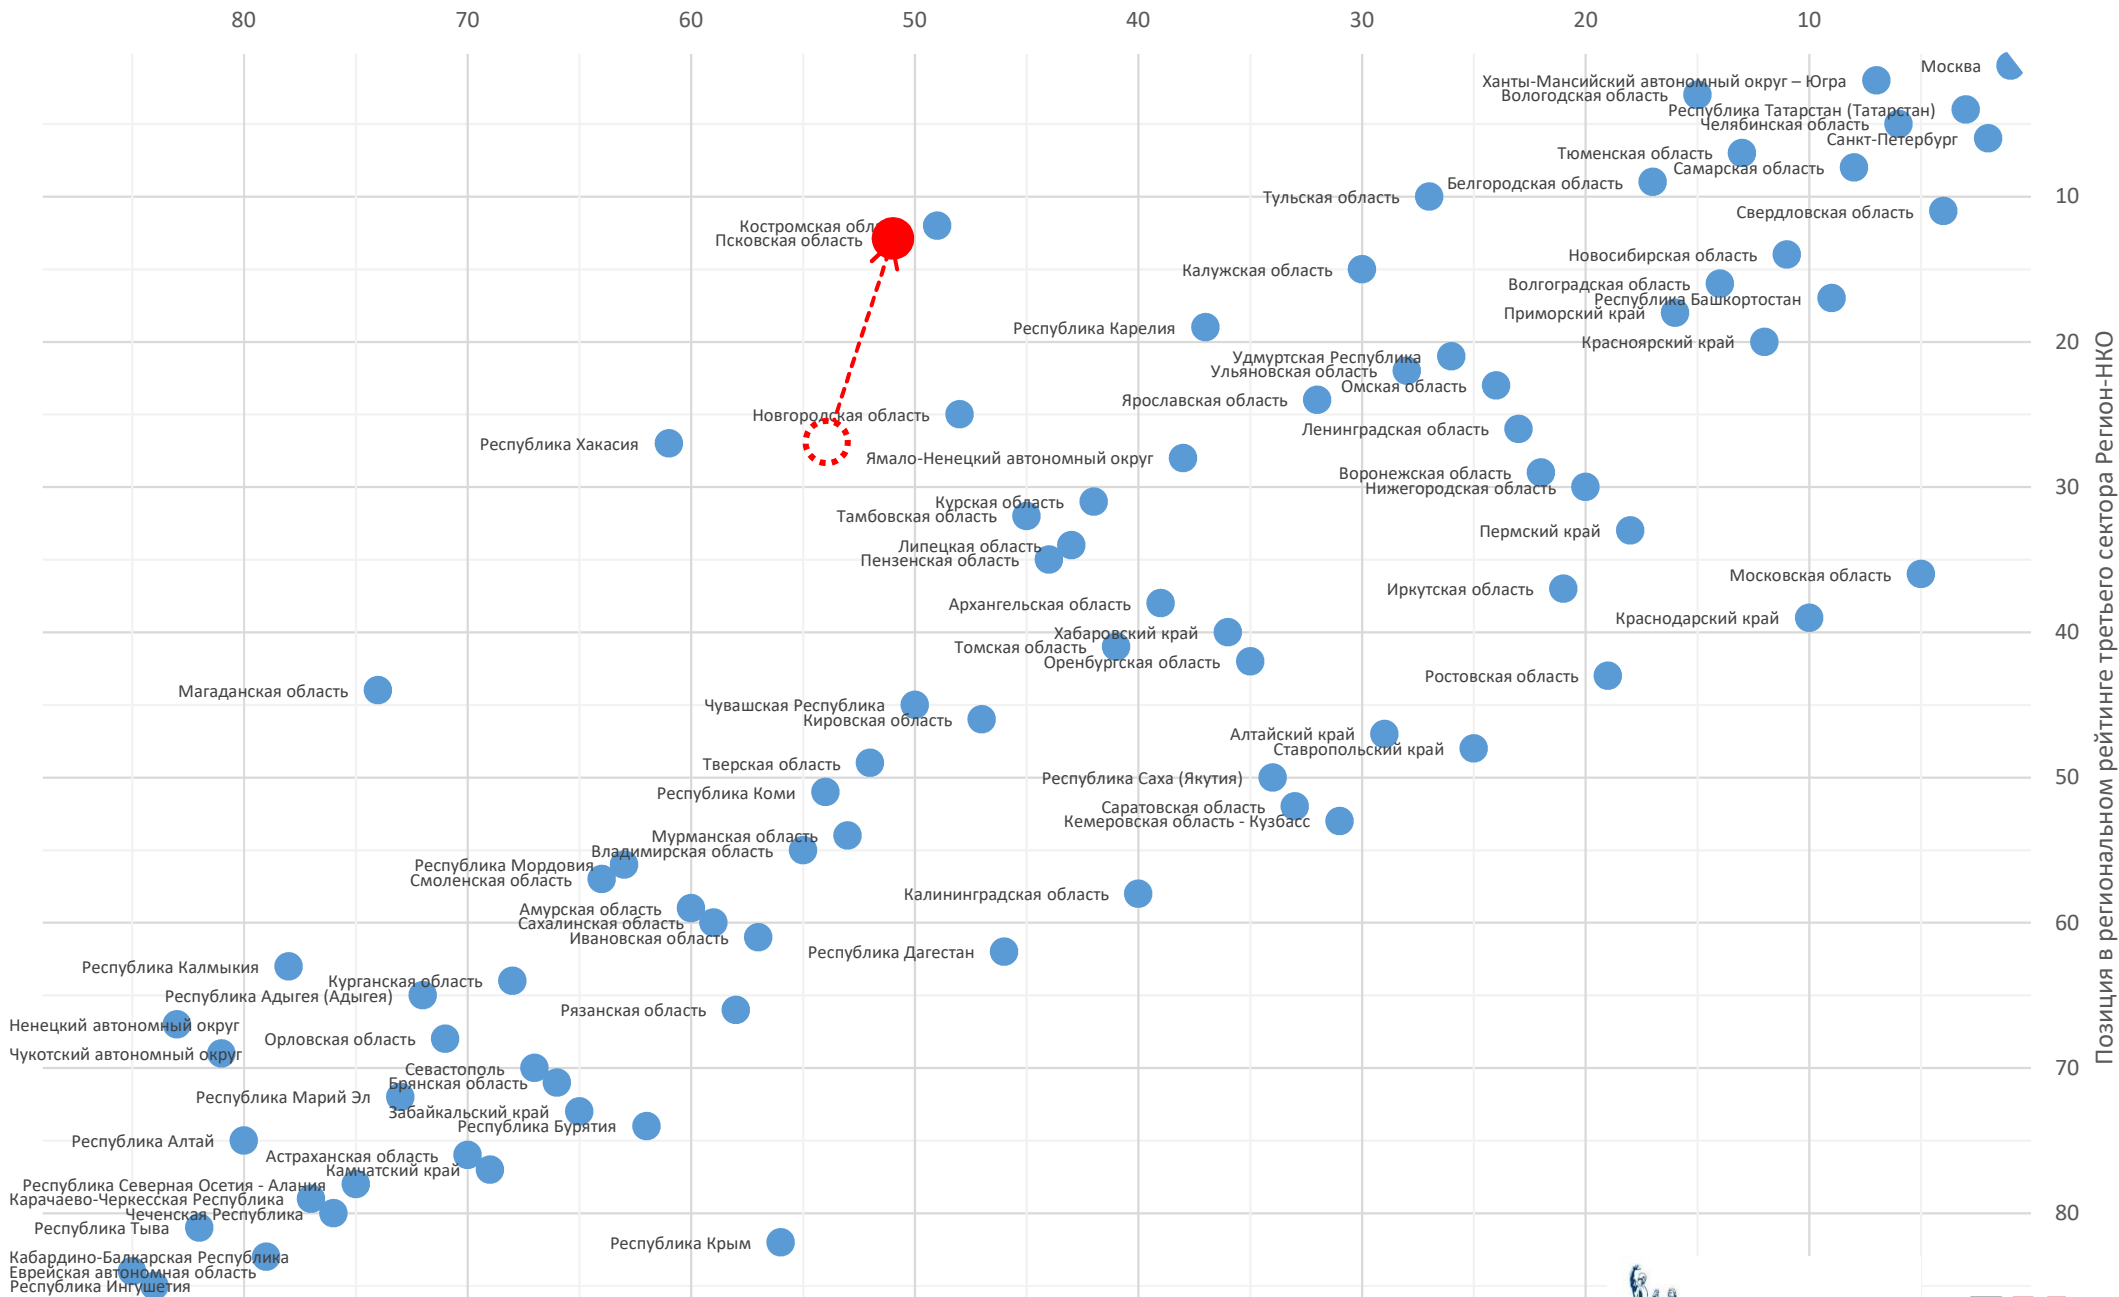 80 70 60 50 40 30 20 10
Москва
Ханты-Мансийский автономный округ – Югра
Вологодская область
Республика Татарстан (Татарстан)
Челябинская область
Санкт-Петербург
Тюменская область
Самарская область
Белгородская область
Тульская область
10
Свердловская область
Костромская обл
Псковская область
Новосибирская область
Калужская область
Волгоградская область
Республика Башкортостан
Приморский край
Республика Карелия
Красноярский край
20
Удмуртская Республика
Ульяновская область
Омская область
Ярославская область
Новгородская область
Ленинградская область
Республика Хакасия
Ямало-Ненецкий автономный округ
Воронежская область
Нижегородская область
30
Курская область
Тамбовская область
Пермский край
Липецкая область
Пензенская область
Московская область
Иркутская область
Архангельская область
Краснодарский край
Хабаровский край
40
Томская область
Оренбургская область
Ростовская область
Магаданская область
Чувашская Республика
Кировская область
Алтайский край
Ставропольский край
Тверская область
Республика Саха (Якутия)
50
Республика Коми
Саратовская область
Кемеровская область - Кузбасс
Мурманская область
Владимирская область
Республика Мордовия
Смоленская область
Калининградская область
Амурская область
Сахалинская область
60
Ивановская область
Республика Дагестан
Республика Калмыкия
Курганская область
Республика Адыгея (Адыгея)
Рязанская область
Ненецкий автономный округ
Орловская область
Чукотский автономный округ
Севастополь
70
Брянская область
Республика Марий Эл
Забайкальский край
Республика Бурятия
Республика Алтай
Астраханская область
Камчатский край
Республика Северная Осетия - Алания
Карачаево-Черкесская Республика
Чеченская Республика
80
Республика Тыва
Республика Крым
Кабардино-Балкарская Республика
Еврейская автономная область
Республика Ингушетия
Позиция в региональном рейтинге третьего сектора Регион-НКО